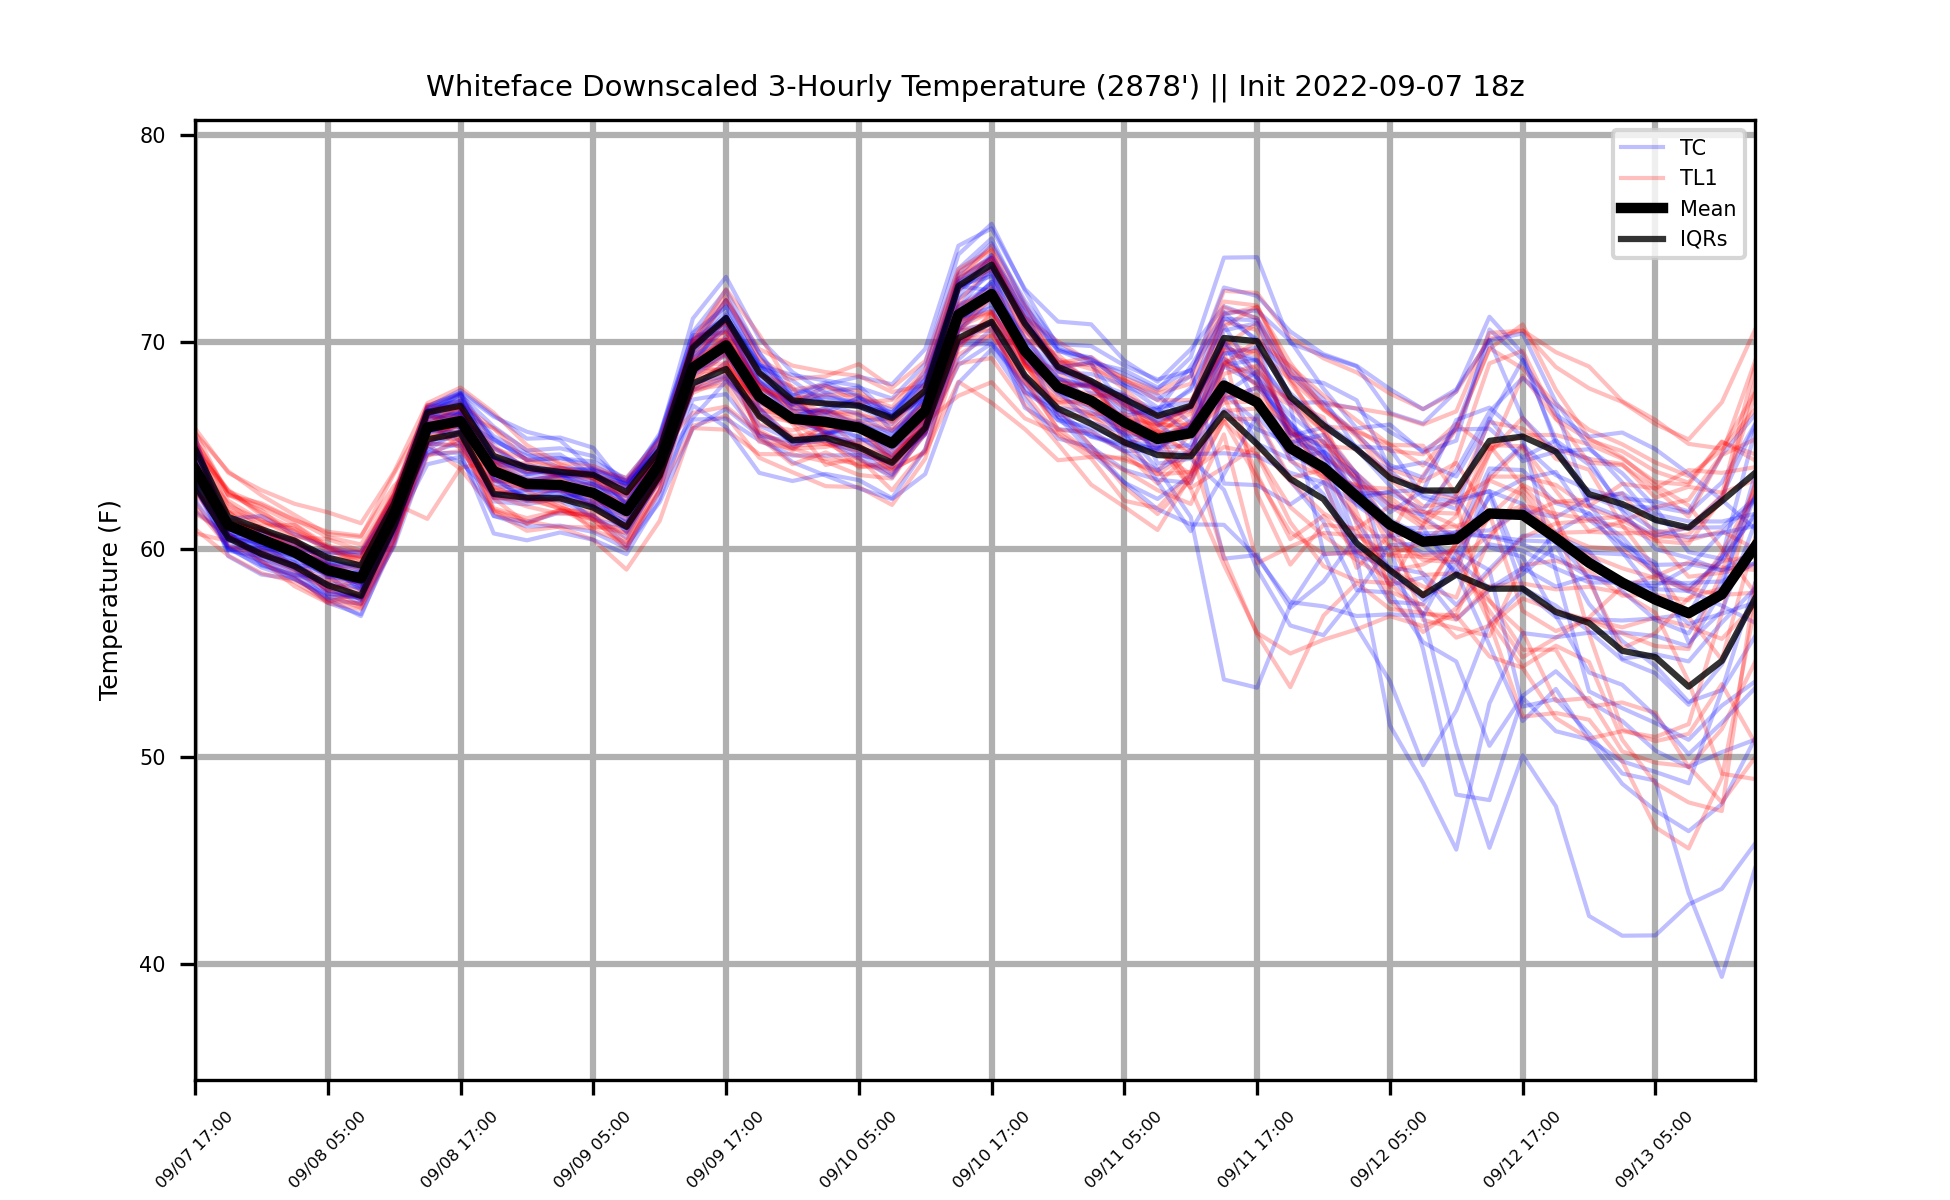 Whiteface Downscaled 3-Hourly Temperature (2878') || Init 2022-09-07 18z
TC
TL1
Mean
IQRs
Temperature (F)
80
70
60
50
40
09/07 17:00
09/08 05:00
09/08 17:00
09/09 05:00
09/09 17:00
09/10 05:00
09/10 17:00
09/11 05:00
09/11 17:00
09/12 05:00
09/12 17:00
09/13 05:00